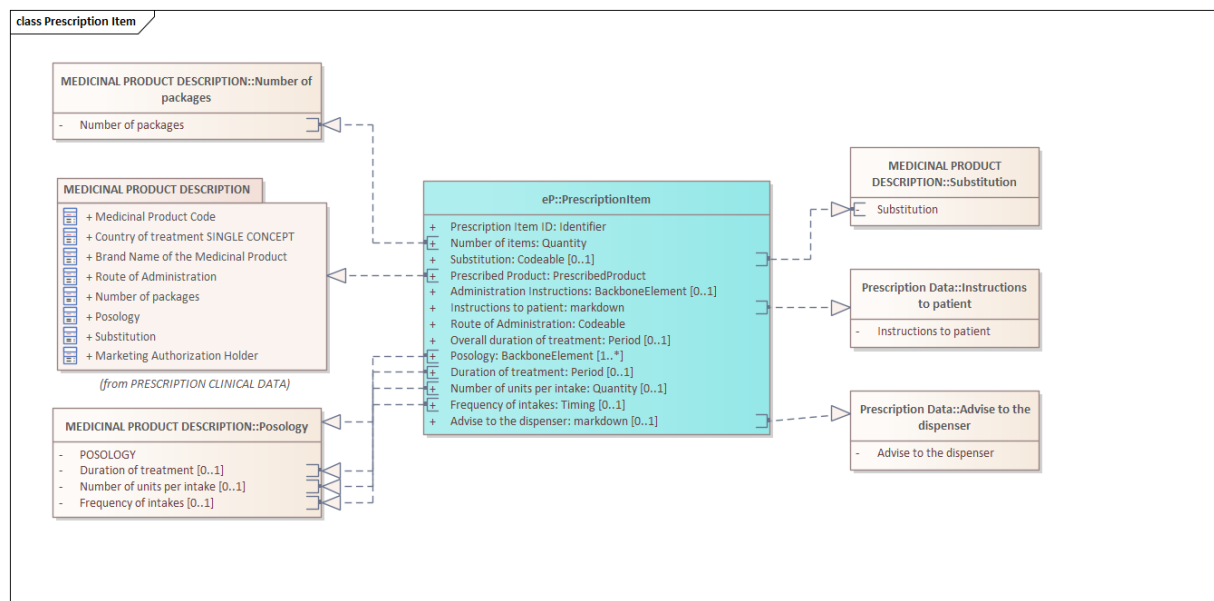 class Prescription Item
MEDICINAL PRODUCT DESCRIPTION::Number of
packages
- Number of packages
MEDICINAL PRODUCT DESCRIPTION
+ Medicinal Product Code
+ Country of treatment SINGLE CONCEPT
+ Brand Name of the Medicinal Product
+ Route of Administration
+ Number of packages
+ Posology
+ Substitution
+ Marketing Authorization Holder
(from PRESCRIPTION CLINICAL DATA)
MEDICINAL PRODUCT DESCRIPTION::Posology
- POSOLOGY
- Duration of treatment [0..1]
- Number of units per intake [0..1]
- Frequency of intakes [0..1]
eP::PrescriptionItem
+ Prescription Item ID: Identifier
+ Number of items: Quantity
+ Substitution: Codeable [0..1]
+ Prescribed Product: PrescribedProduct
+ Administration Instructions: BackboneElement [0..1]
+ Instructions to patient: markdown
+ Route of Administration: Codeable
+ Overall duration of treatment: Period [0..1]
+ Posology: BackboneElement [1..*]
+ Duration of treatment: Period [0..1]
+ Number of units per intake: Quantity [0..1]
+ Frequency of intakes: Timing [0..1]
+ Advise to the dispenser: markdown [0..1]
MEDICINAL PRODUCT
DESCRIPTION::Substitution
- Substitution
Prescription Data::Instructions
to patient
- Instructions to patient
Prescription Data::Advise to the
dispenser
- Advise to the dispenser